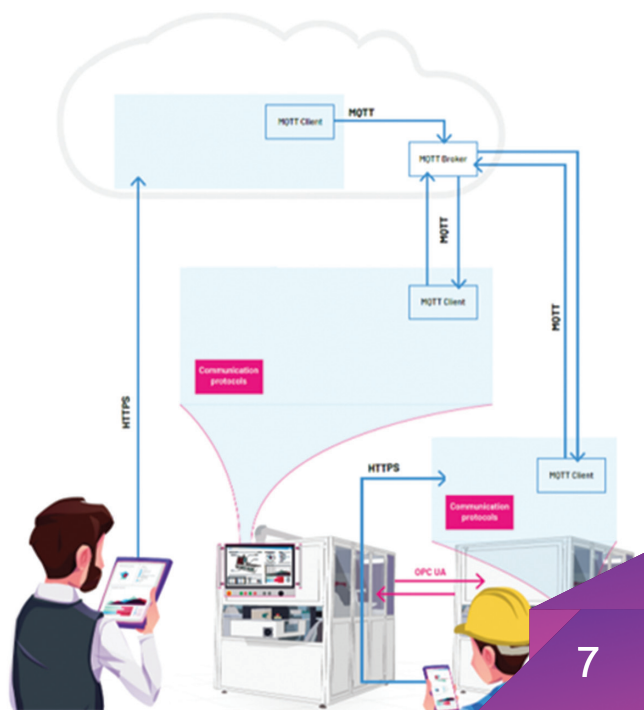 MQTT Client
MQTT
MQTT Broker
MQTT
MQTT
MQTT Client
Communication
protocols
HTTPS
HTTPS
MQTT Client
Communication
protocols
OPC UA
7